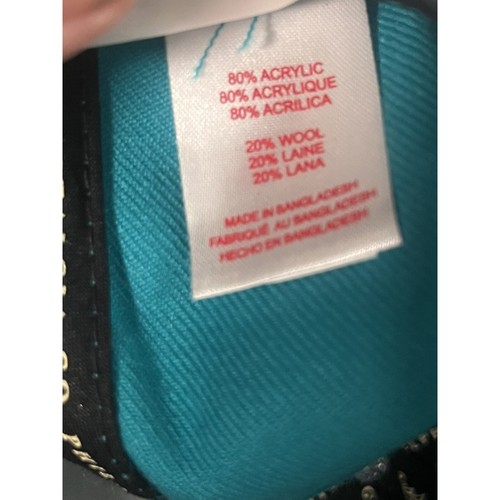 80% ACRYLIC
80% ACRYLIQUE
80% ACRILICA
20% WOOL
20% LAINE
20% LANA
MADE IN BANGLADESH
FABRIQUÉ AU BANGLADESH
HECHO EN BANGLADESH